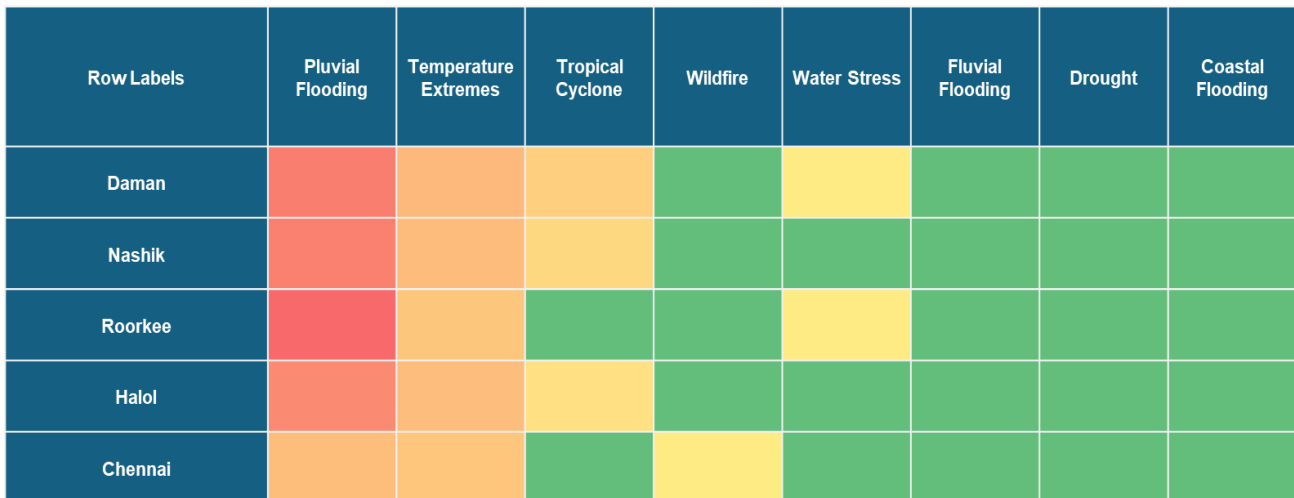 Row Labels
Pluvial
Flooding
Temperature
Extremes
Tropical
Cyclone
Wildfire
Water Stress
Fluvial
Flooding
Drought
Coastal
Flooding
Daman
Nashik
Roorkee
Halol
Chennai